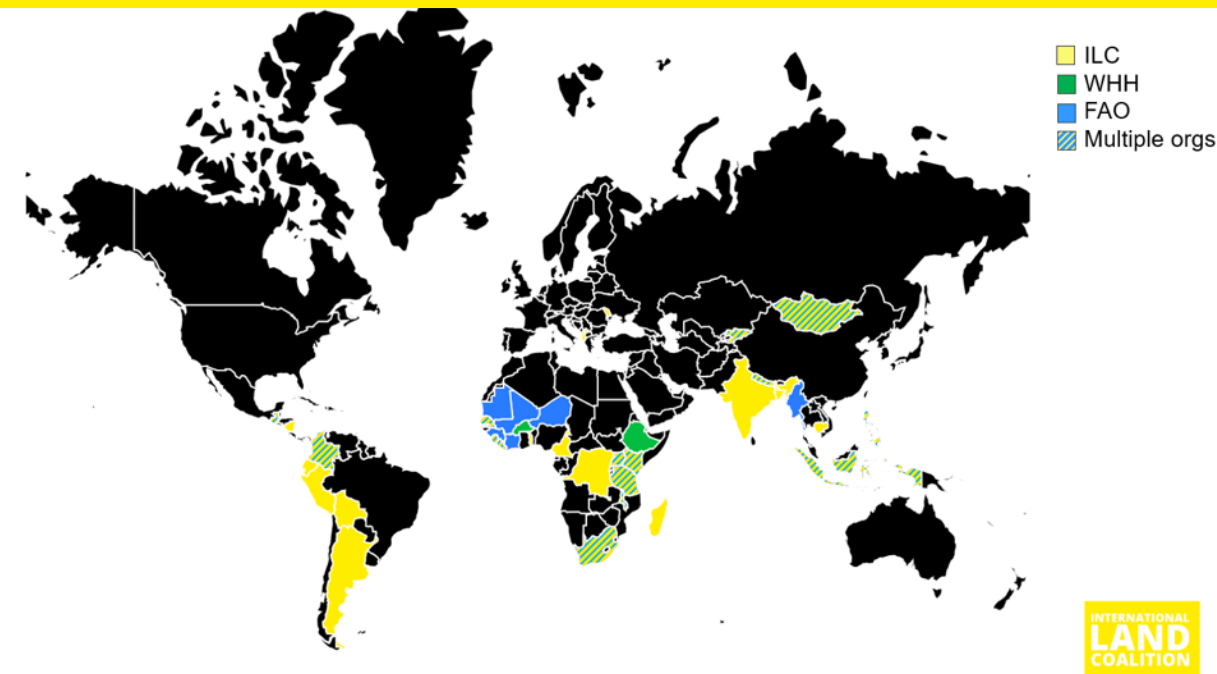 ILC
WHH
FAO
Multiple orgs
INTERNATIONAL
LAND
COALITION